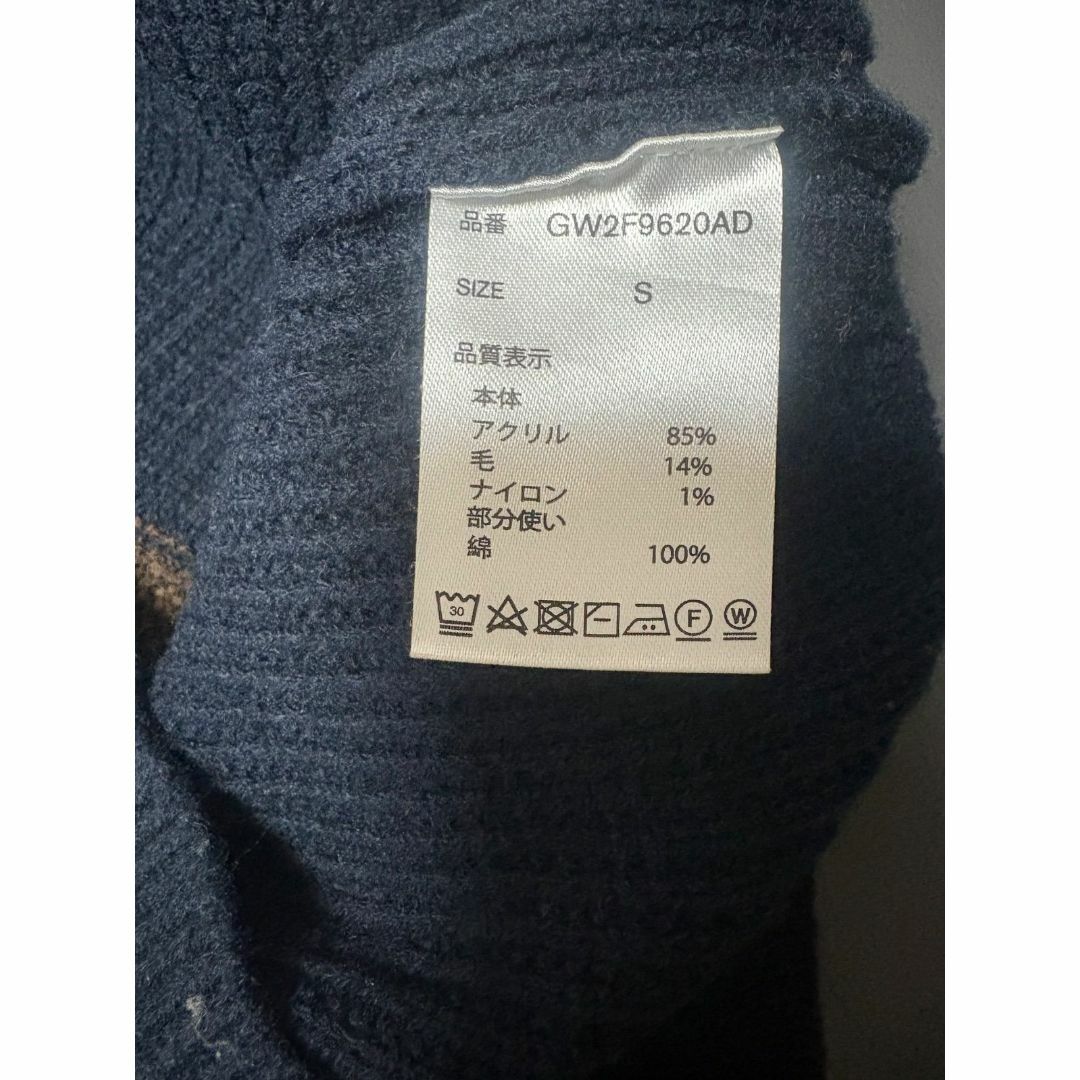 品番 GW2F9620AD
SIZE S
品質表示
本体
アクリル 85%
毛 14%
ナイロン 1%
部分使い
綿 100%
30 F W